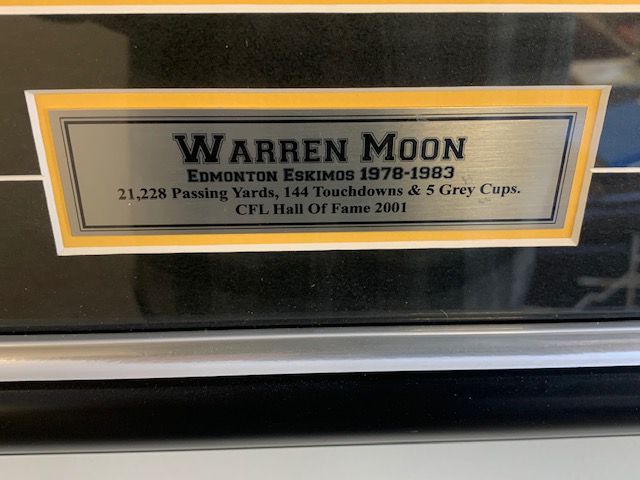 WARREN MOON
EDMONTON ESKIMOS 1978-1983
21,228 Passing Yards, 144 Touchdowns & 5 Grey Cups.
CFL Hall Of Fame 2001